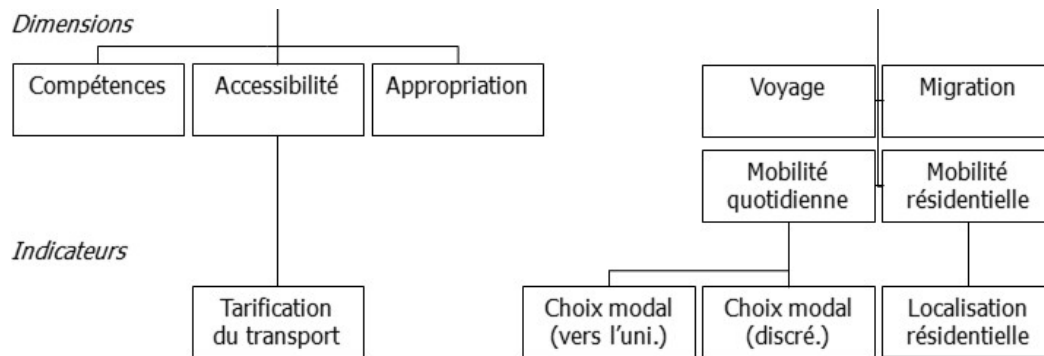 Dimensions
Compétences
Accessibilité
Appropriation
Voyage
Migration
Mobilité
quotidienne
Mobilité
résidentielle
Indicateurs
Tarification
du transport
Choix modal
(vers l'uni.)
Choix modal
(discré.)
Localisation
résidentielle